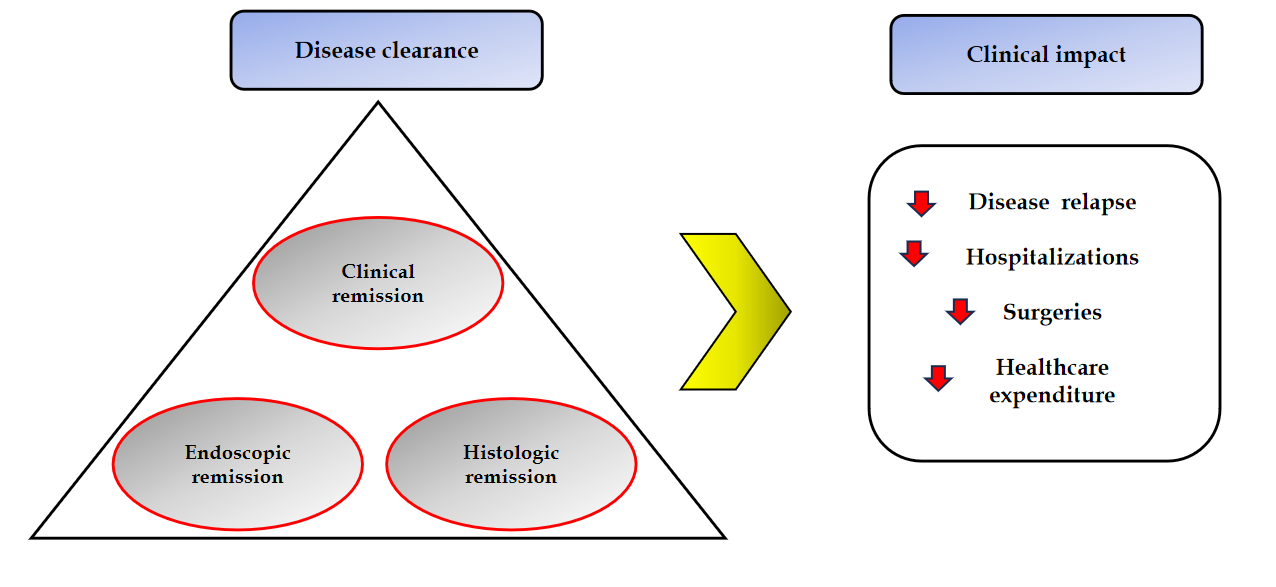 Disease clearance
Clinical
remission
Endoscopic
remission
Histologic
remission
Clinical impact
Disease relapse
Hospitalizations
Surgeries
Healthcare
expenditure